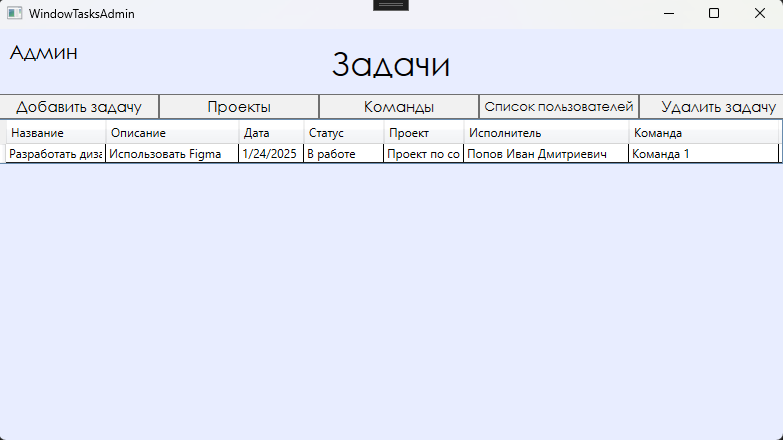 WindowTasksAdmin
Админ
Задачи
Добавить задачу Проекты Команды Список пользователей Удалить задачу
Название Описание Дата Статус Проект Исполнитель Команда
Разработать диза Использовать Figma 1/24/2025 В работе Проект по со Попов Иван Дмитриевич Команда 1